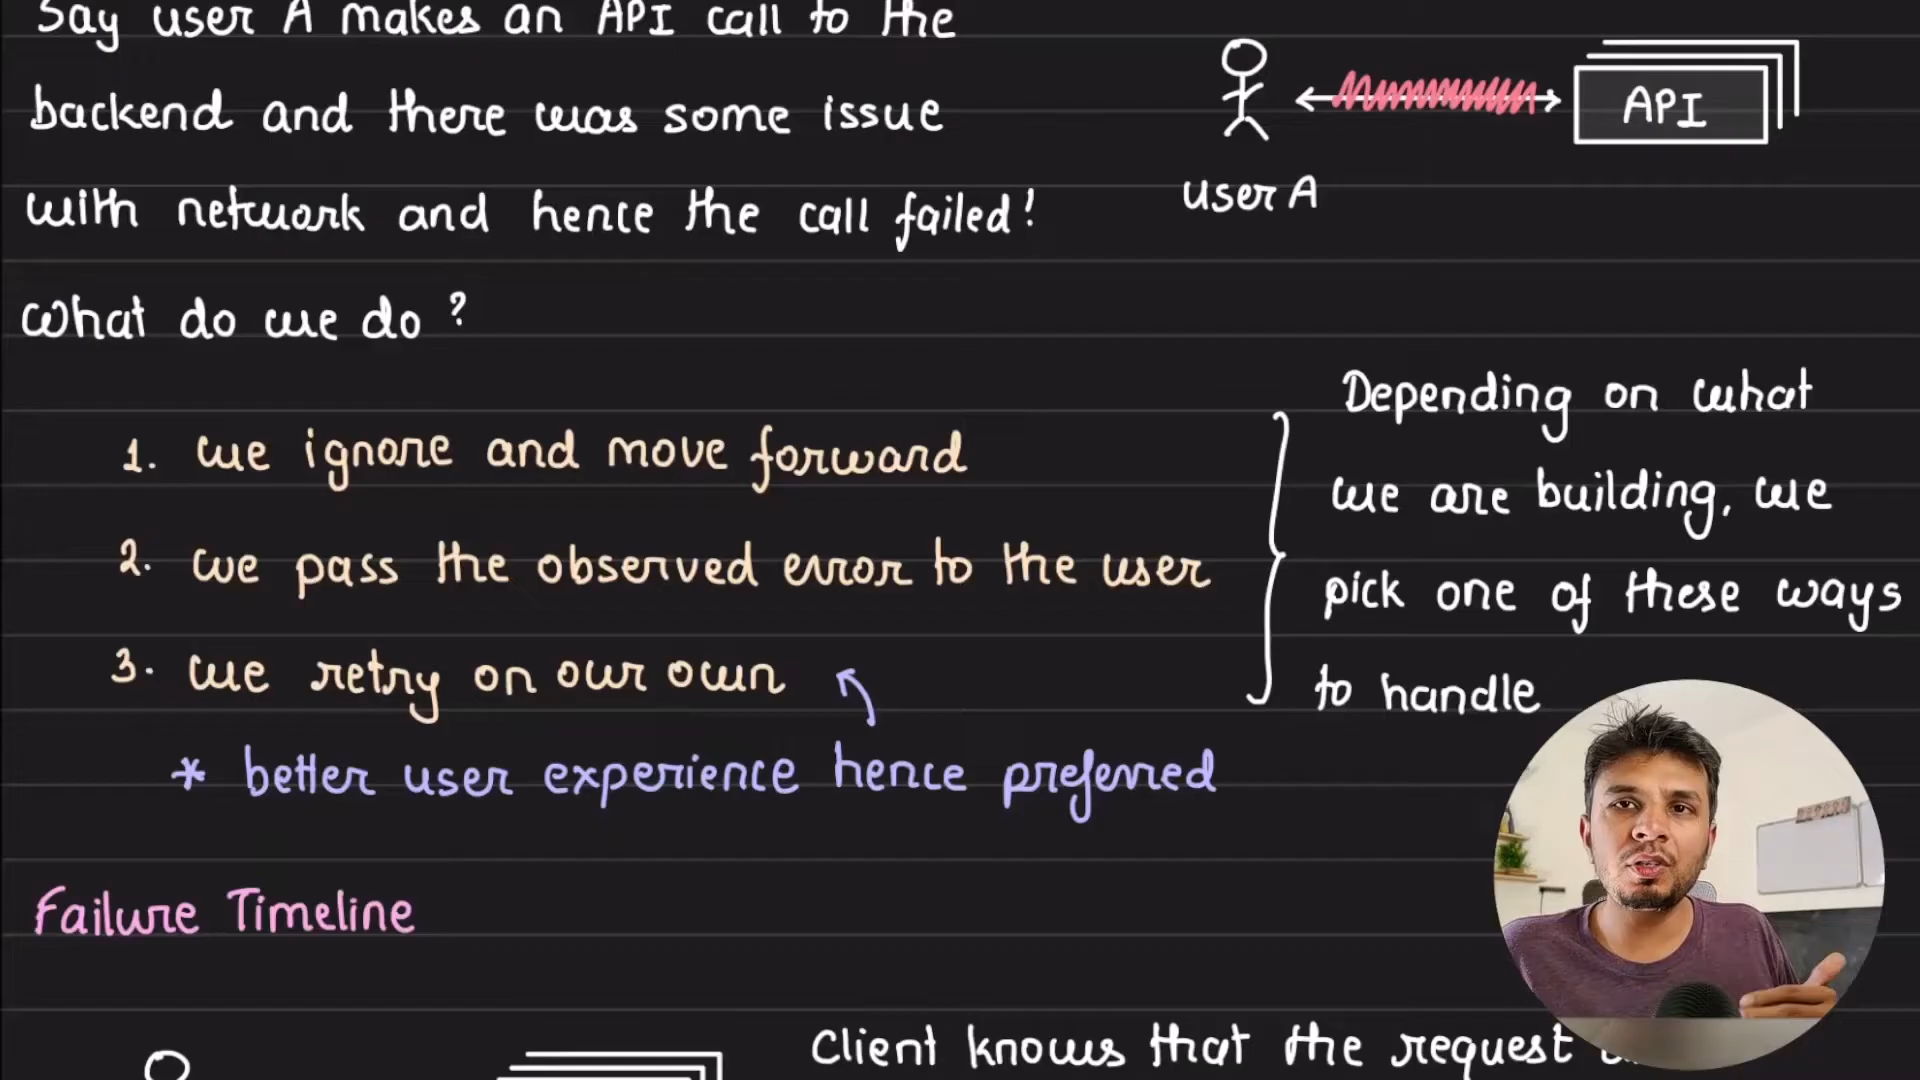 Say user A makes an API call to the
backend and there was some issue
with network and hence the call failed!
What do we do?
API
user A
1. we ignore and move forward
2. we pass the observed error to the user
3. we retry on our own
* better user experience hence preferred
Depending on what
we are building, we
pick one of these ways
to handle
Failure Timeline
Client knows that the request